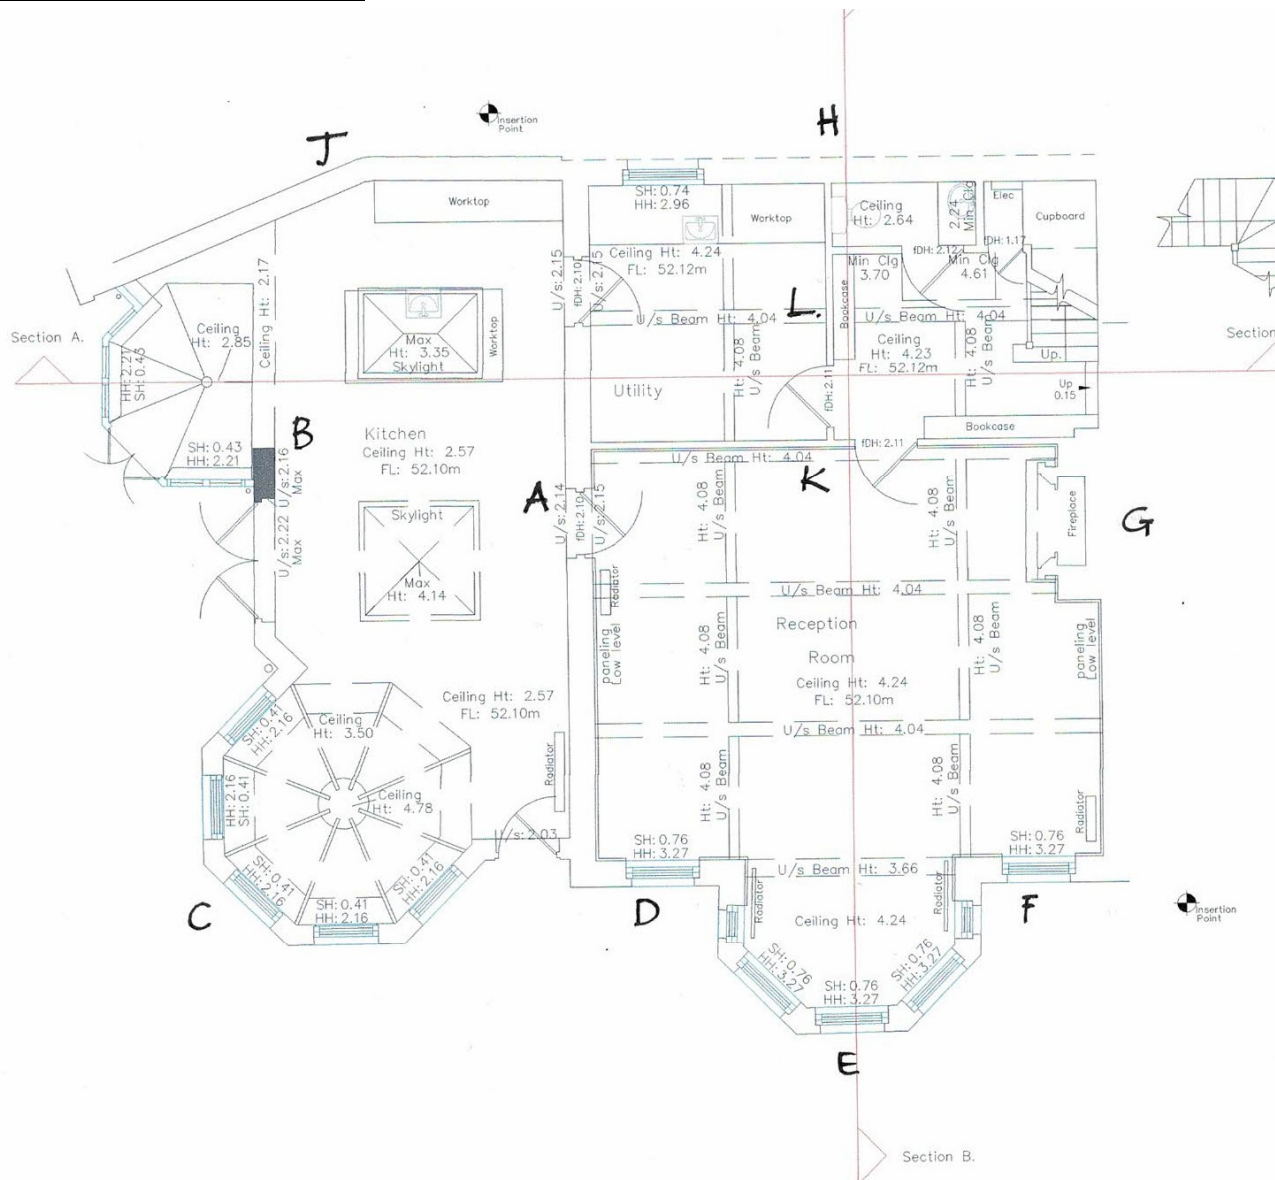 J
Insertion
Point
H
Worktop
SH: 0.74
HH: 2.96
Worktop
Ceiling
Ht: 2.64
2.24
Min Clg
Elec
Cupboard
fDH: 2.12
fDH: 1.17
Ceiling Ht: 4.24
FL: 52.12m
Min Clg
3.70
Min Clg
4.61
U/s: 2.15
fDH: 2.10
U/s: 2.15
Ceiling Ht: 2.17
Section A.
Ceiling
Ht: 2.85
HH: 2.21
SH: 0.43
Max
Ht: 3.35
Skylight
Worktop
U/s Beam Ht: 4.04
L.
Bookcase
U/s Beam Ht: 4.04
Ht: 4.08
U/s Beam
Ceiling
Ht: 4.23
FL: 52.12m
Ht: 4.08
U/s Beam
Up.
Up
0.15
Section
Utility
fDH: 2.11
Bookcase
SH: 0.43
HH: 2.21
B
Kitchen
Ceiling Ht: 2.57
FL: 52.10m
U/s: 2.16
Max
U/s: 2.22
Max
fDH: 2.11
U/s Beam Ht: 4.04
K
A
U/s: 2.14
fDH: 2.10
U/s: 2.15
Skylight
Max
Ht: 4.14
Ht: 4.08
U/s Beam
Ht: 4.08
U/s Beam
Fireplace
G
Radiator
U/s Beam Ht: 4.04
paneling
Low level
Ht: 4.08
U/s Beam
Reception
Room
Ceiling Ht: 4.24
FL: 52.10m
Ht: 4.08
U/s Beam
paneling
Low level
Ceiling Ht: 2.57
FL: 52.10m
SH: 0.41
HH: 2.16
Ceiling
Ht: 3.50
U/s Beam Ht: 4.04
Radiator
Ht: 4.08
U/s Beam
Ht: 4.08
U/s Beam
Radiator
HH: 2.16
SH: 0.41
Ceiling
Ht: 4.78
U/s: 2.03
SH: 0.76
HH: 3.27
SH: 0.76
HH: 3.27
U/s Beam Ht: 3.66
SH: 0.41
HH: 2.16
SH: 0.41
HH: 2.16
SH: 0.41
HH: 2.16
C
D
Radiator
Ceiling Ht: 4.24
Radiator
F
Insertion
Point
SH: 0.76
HH: 3.27
SH: 0.76
HH: 3.27
SH: 0.76
HH: 3.27
E
Section B.